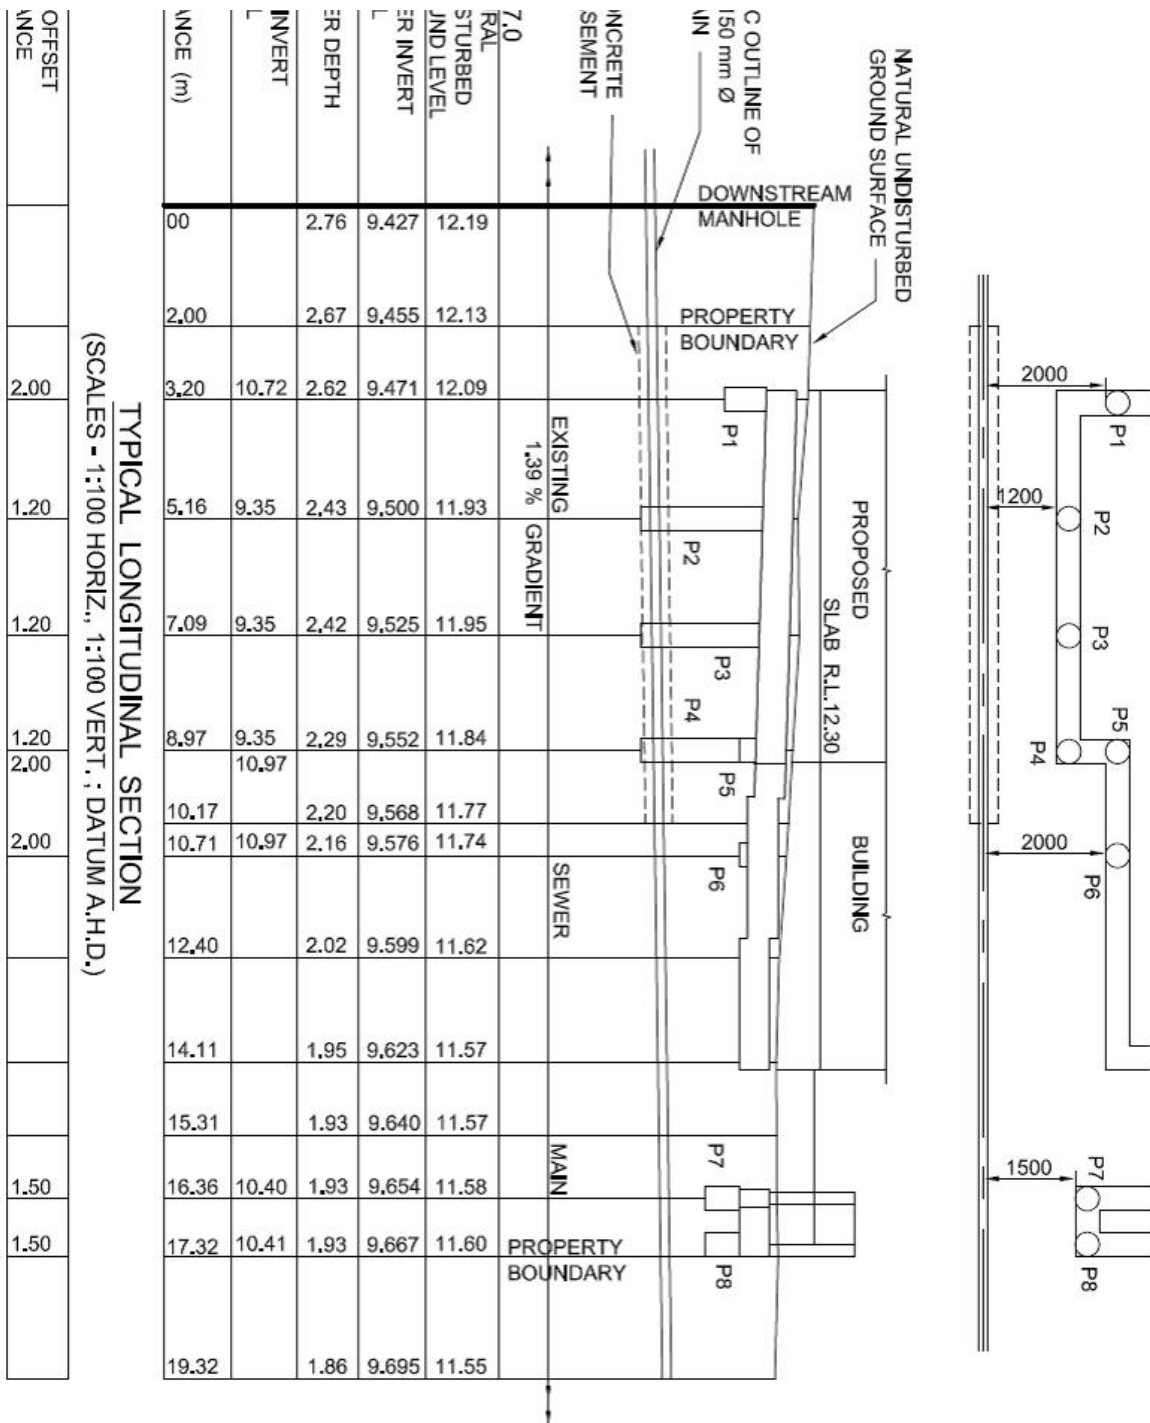 NATURAL UNDISTURBED
GROUND SURFACE
C OUTLINE OF
150 mm Ø
AIN
NCRETE
SEMENT
7.0
RAL
STURBED
UND LEVEL
ER INVERT
ER DEPTH
INVERT
ANCE (m)
OFFSET
ANCE
DOWNSTREAM
MANHOLE
00 2.76 9.427 12.19
2.00 2.67 9.455 12.13
PROPERTY
BOUNDARY
2.00 3.20 10.72 2.62 9.471 12.09
1.20 5.16 9.35 2.43 9.500 11.93
1.20 7.09 9.35 2.42 9.525 11.95
1.20 8.97 9.35 2.29 9.552 11.84
2.00 10.97
10.17 2.20 9.568 11.77
2.00 10.71 10.97 2.16 9.576 11.74
12.40 2.02 9.599 11.62
14.11 1.95 9.623 11.57
15.31 1.93 9.640 11.57
1.50 16.36 10.40 1.93 9.654 11.58
1.50 17.32 10.41 1.93 9.667 11.60
PROPERTY
BOUNDARY
19.32 1.86 9.695 11.55
EXISTING SEWER MAIN
1.39 % GRADIENT
P1
P2
P3
P4
P5
P6
P7
P8
PROPOSED BUILDING
SLAB R.L.12.30
2000
P1
1200
P2
P3
P5
P4
2000
P6
1500
P7
P8
TYPICAL LONGITUDINAL SECTION
(SCALES - 1:100 HORIZ., 1:100 VERT. ; DATUM A.H.D.)